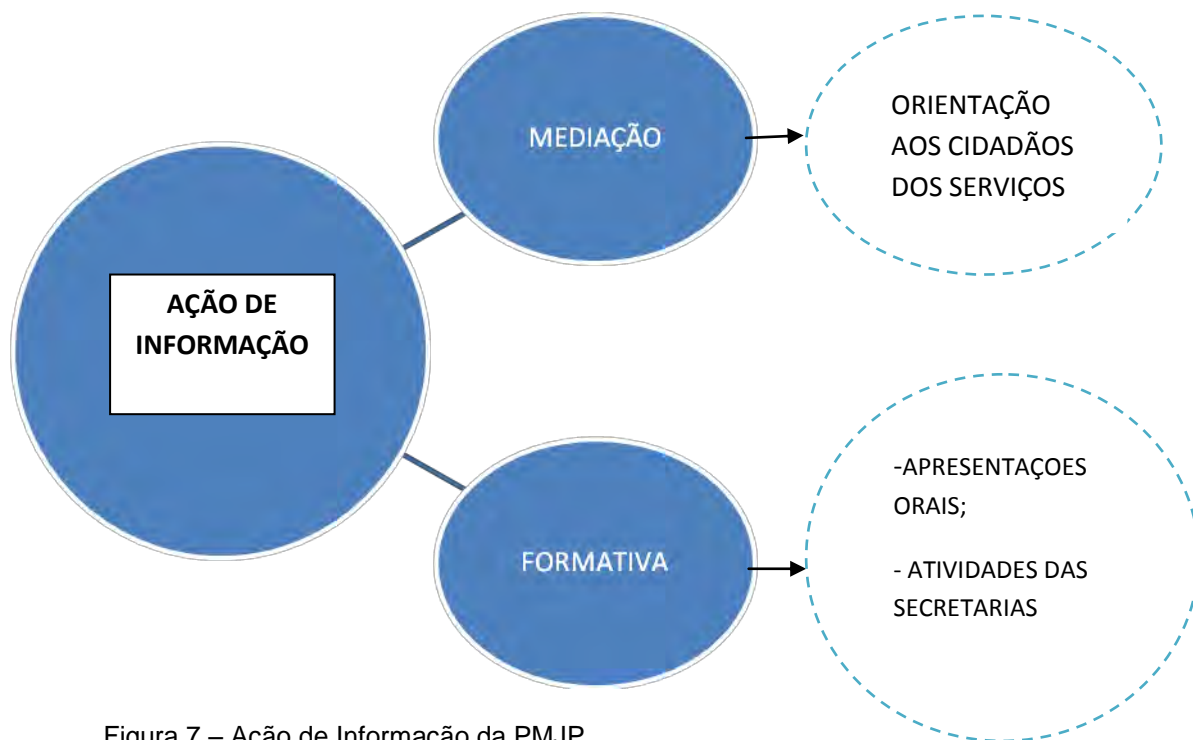 MEDIAÇÃO
ORIENTAÇÃO
AOS CIDADÃOS
DOS SERVIÇOS
AÇÃO DE
INFORMAÇÃO
FORMATIVA
-APRESENTAÇOES
ORAIS;
- ATIVIDADES DAS
SECRETARIAS
Figura 7 – Ação de Informação da PMJP